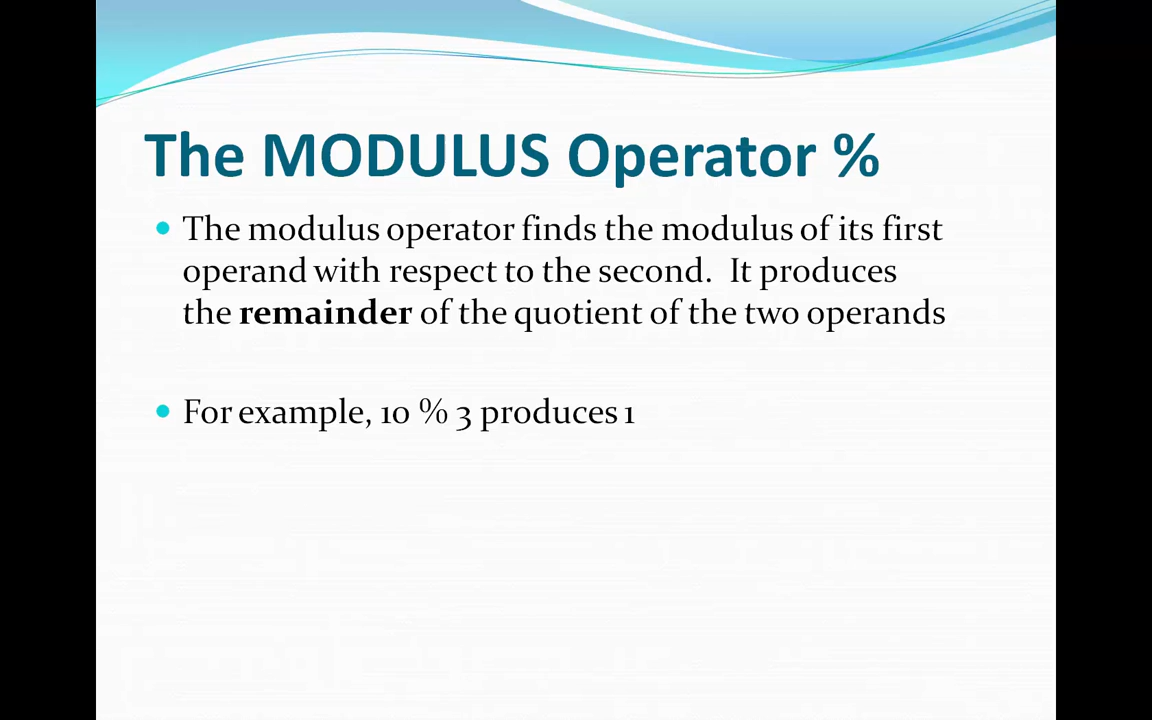 The MODULUS Operator %
• The modulus operator finds the modulus of its first
operand with respect to the second.  It produces
the remainder of the quotient of the two operands
• For example, 10 % 3 produces 1